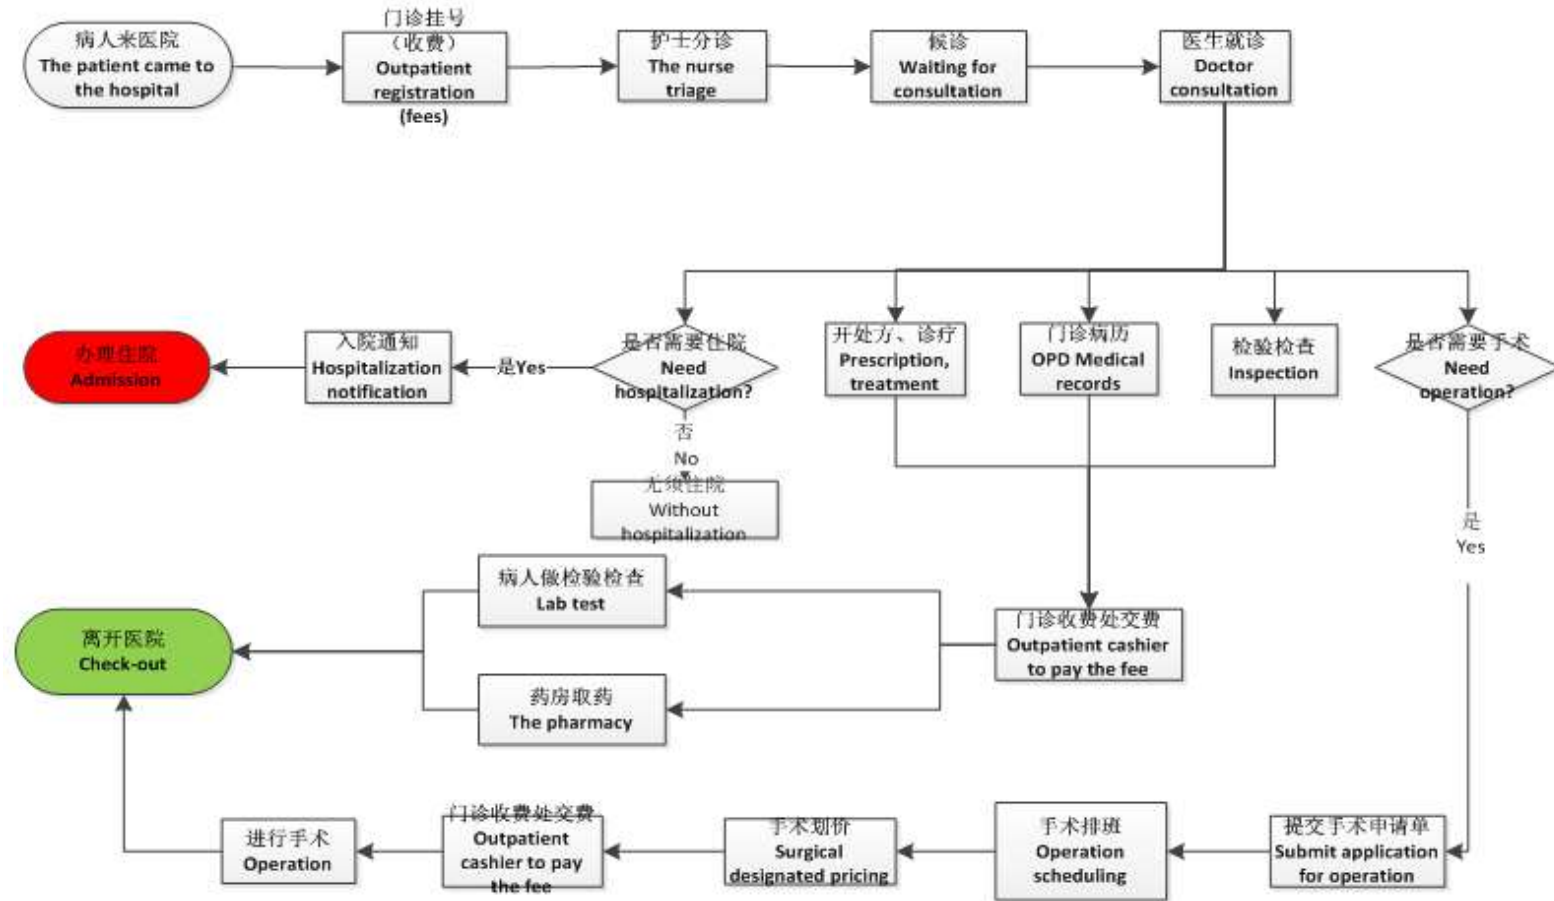 病人来医院
The patient came to
the hospital
门诊挂号
（收费）
Outpatient
registration
(fees)
护士分诊
The nurse
triage
候诊
Waiting for
consultation
医生就诊
Doctor
consultation
办理住院
Admission
入院通知
Hospitalization
notification
是Yes
是否需要住院
Need
hospitalization?
开处方、诊疗
Prescription,
treatment
门诊病历
OPD Medical
records
检验检查
Inspection
是否需要手术
Need
operation?
否
No
无须住院
Without
hospitalization
是
Yes
病人做检验检查
Lab test
离开医院
Check-out
门诊收费处交费
Outpatient cashier
to pay the fee
药房取药
The pharmacy
进行手术
Operation
门诊收费处交费
Outpatient
cashier to pay
the fee
手术划价
Surgical
designated pricing
手术排班
Operation
scheduling
提交手术申请单
Submit application
for operation